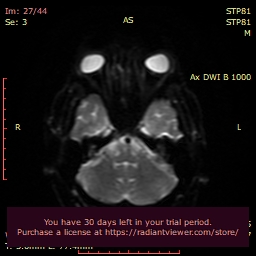 Im: 27/44
Se: 3
AS
STP81
STP81
M
Ax DWI B 1000
R
L
You have 30 days left in your trial period.
Purchase a license at https://radiantviewer.com/store/